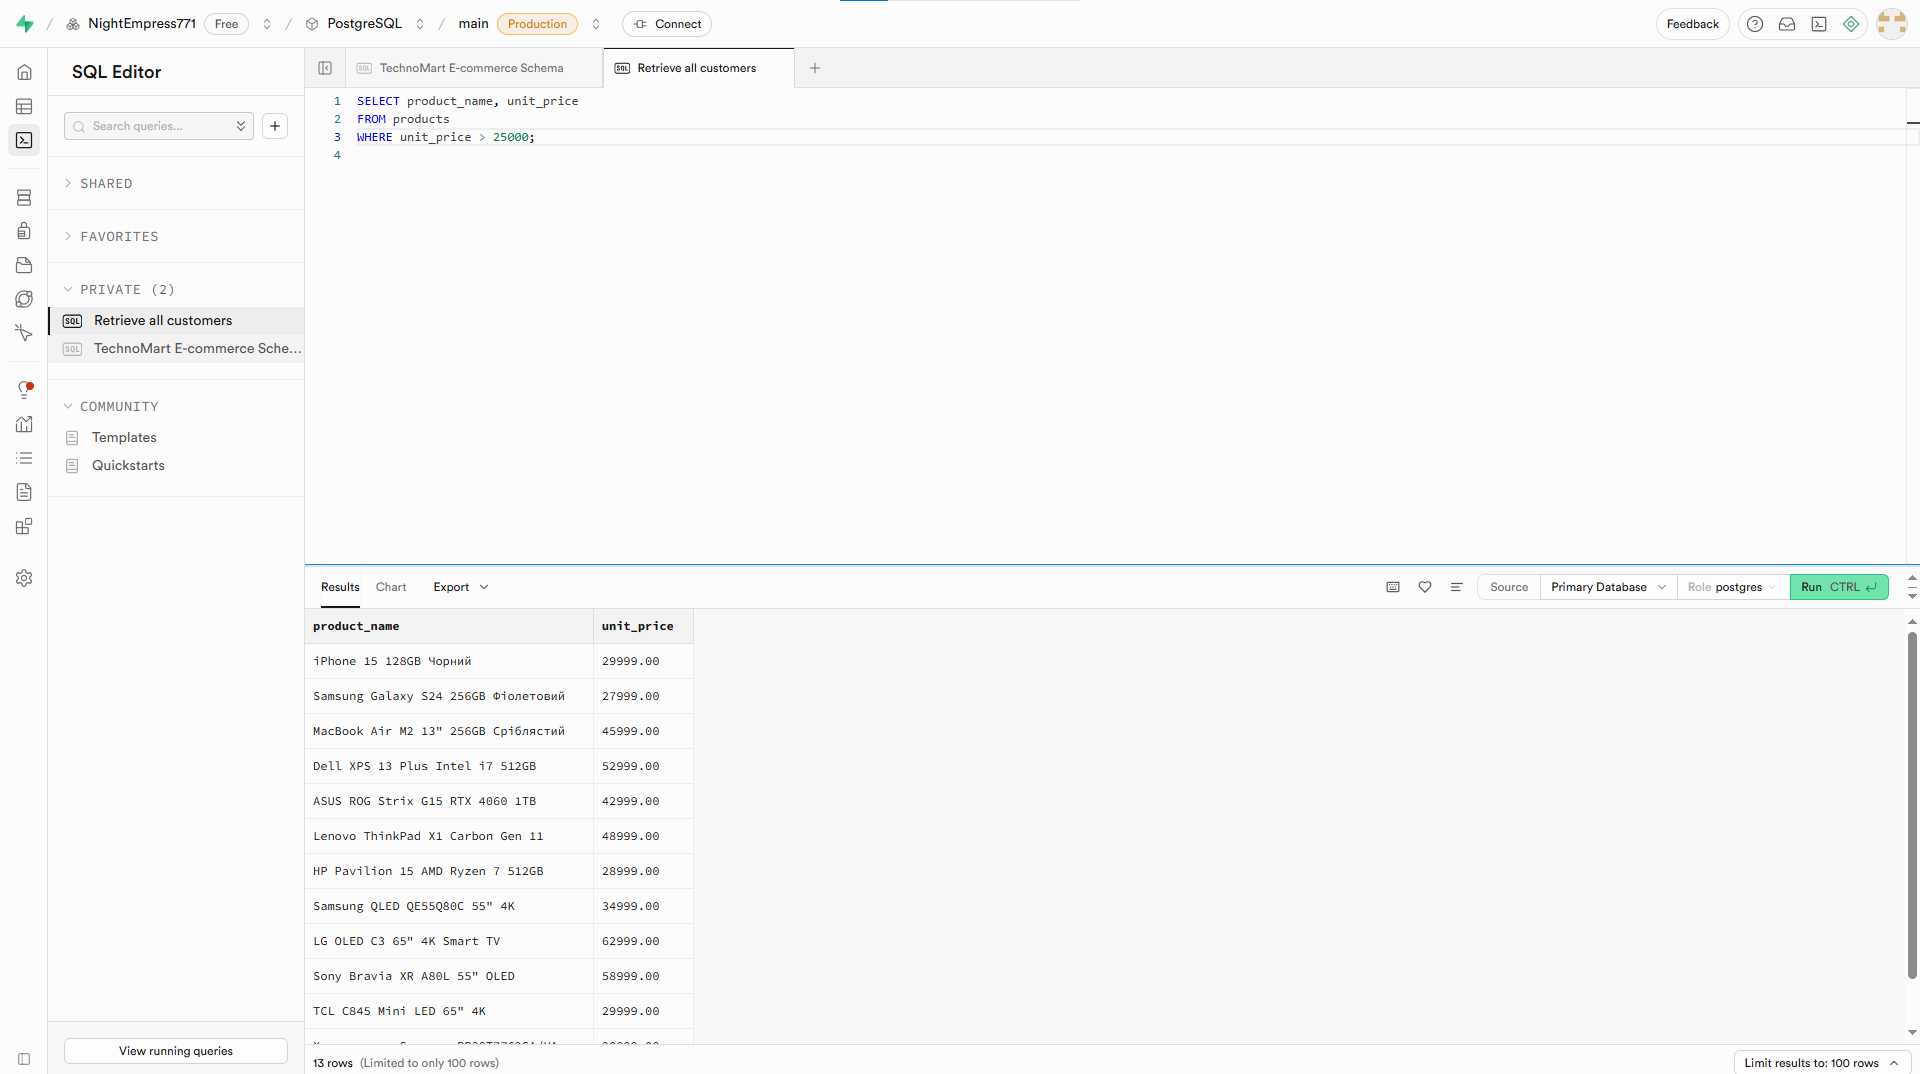 NightEmpress771 Free / PostgreSQL / main Production Connect
Feedback
SQL Editor
Search queries...
SHARED
FAVORITES
PRIVATE (2)
SQL Retrieve all customers
SQL TechnoMart E-commerce Sche...
COMMUNITY
Templates
Quickstarts
View running queries
SQL TechnoMart E-commerce Schema
SQL Retrieve all customers
1 SELECT product_name, unit_price
2 FROM products
3 WHERE unit_price > 25000;
4
Results Chart Export
Source Primary Database Role postgres Run CTRL
product_name unit_price
iPhone 15 128GB Чорний 29999.00
Samsung Galaxy S24 256GB Фіолетовий 27999.00
MacBook Air M2 13" 256GB Сріблястий 45999.00
Dell XPS 13 Plus Intel i7 512GB 52999.00
ASUS ROG Strix G15 RTX 4060 1TB 42999.00
Lenovo ThinkPad X1 Carbon Gen 11 48999.00
HP Pavilion 15 AMD Ryzen 7 512GB 28999.00
Samsung QLED QE55Q80C 55" 4K 34999.00
LG OLED C3 65" 4K Smart TV 62999.00
Sony Bravia XR A80L 55" OLED 58999.00
TCL C845 Mini LED 65" 4K 29999.00
13 rows (Limited to only 100 rows)
Limit results to: 100 rows